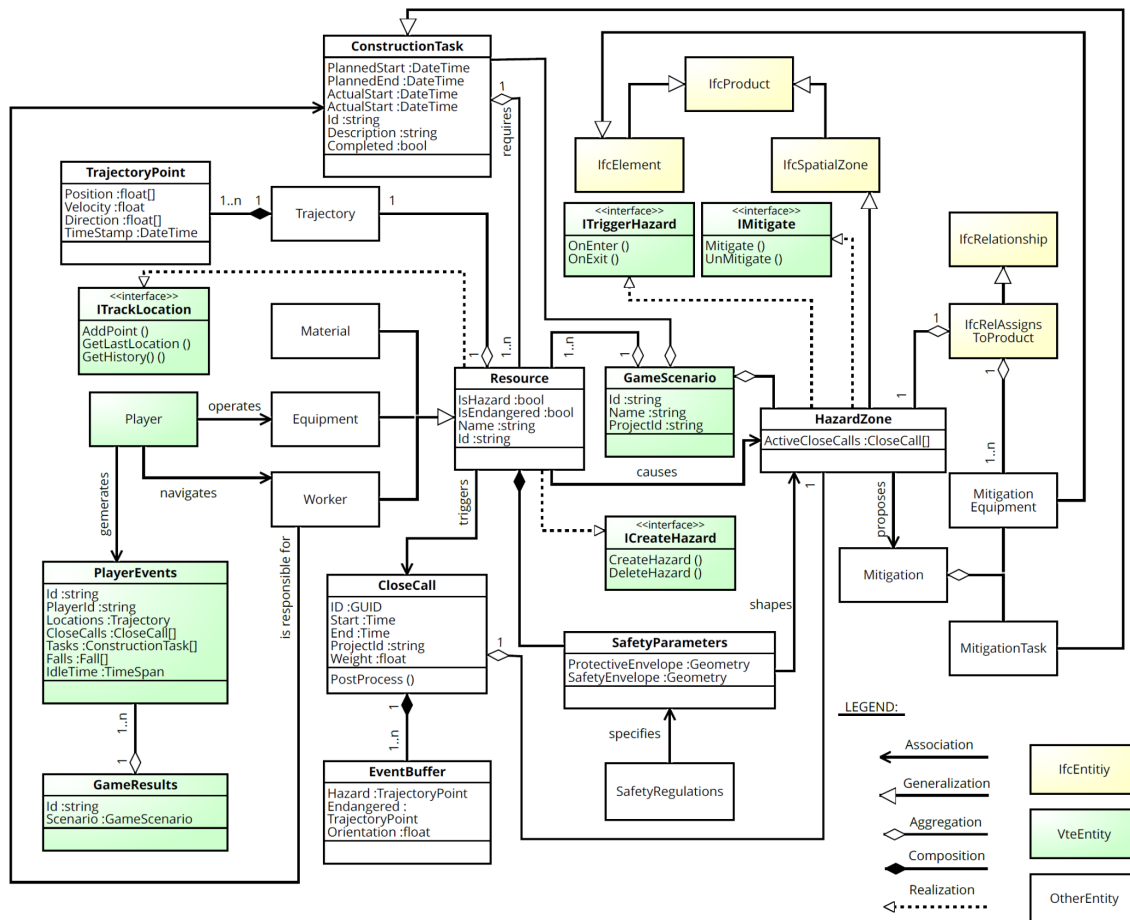 ConstructionTask
PlannedStart :DateTime
PlannedEnd :DateTime
ActualStart :DateTime
ActualStart :DateTime
Id :string
Description :string
Completed :bool
1
requires
IfcProduct
IfcElement
IfcSpatialZone
TrajectoryPoint
Position :float[]
Velocity :float
Direction :float[]
TimeStamp :DateTime
1..n
1
Trajectory
1
<<interface>>
ITriggerHazard
OnEnter ()
OnExit ()
<<interface>>
IMitigate
Mitigate ()
UnMitigate ()
IfcRelationship
<<interface>>
ITrackLocation
AddPoint ()
GetLastLocation ()
GetHistory() ()
Material
1
IfcRelAssigns
ToProduct
1
1..n
1..n
1
Resource
IsHazard :bool
IsEndangered :bool
Name :string
Id :string
GameScenario
Id :string
Name :string
ProjectId :string
1
Player
operates
Equipment
HazardZone
ActiveCloseCalls :CloseCall[]
1..n
causes
navigates
Worker
gemerates
triggers
1
proposes
Mitigation
Equipment
<<interface>>
ICreateHazard
CreateHazard ()
DeleteHazard ()
is responsible for
PlayerEvents
Id :string
PlayerId :string
Locations :Trajectory
CloseCalls :CloseCall[]
Tasks :ConstructionTask[]
Falls :Fall[]
IdleTime :TimeSpan
CloseCall
ID :GUID
Start :Time
End :Time
ProjectId :string
Weight :float
PostProcess ()
1
Mitigation
shapes
SafetyParameters
ProtectiveEnvelope :Geometry
SafetyEnvelope :Geometry
MitigationTask
1..n
1
1
1..n
specifies
LEGEND:
Association
GameResults
Id :string
Scenario :GameScenario
EventBuffer
Hazard :TrajectoryPoint
Endangered :
TrajectoryPoint
Orientation :float
SafetyRegulations
IfcEntitiy
Generalization
Aggregation
VteEntity
Composition
Realization
OtherEntity